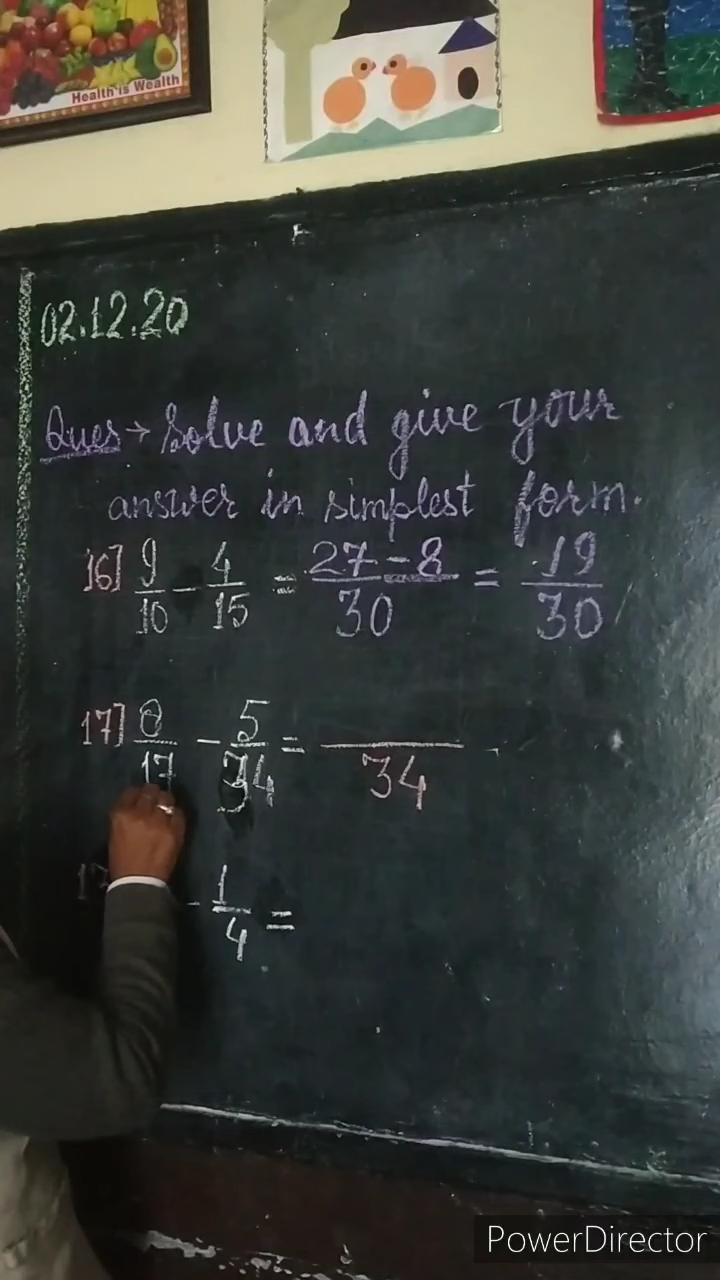 Health is Wealth
02.12.20
Ques → Solve and give your
answer in simplest form.
16] 9/10 - 4/15 = 27-8/30 = 19/30
17] 8/17 - 5/34 = /34
- 1/4 =
PowerDirector